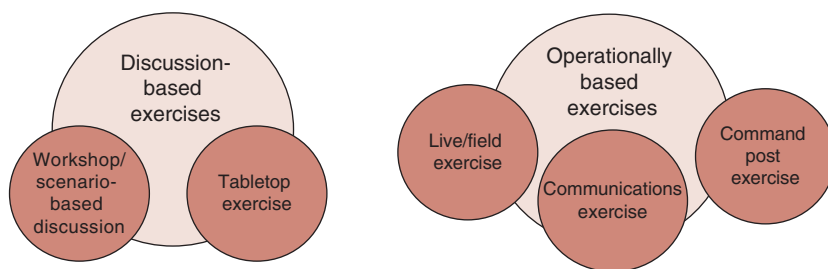 Discussion-
based
exercises
Workshop/
scenario-
based
discussion
Tabletop
exercise
Operationally
based
exercises
Live/field
exercise
Communications
exercise
Command
post
exercise